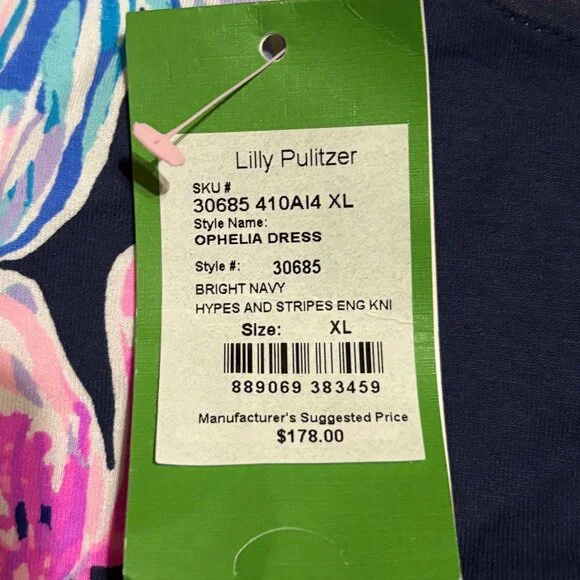 Lilly Pulitzer
SKU #
30685 410AI4 XL
Style Name:
OPHELIA DRESS
Style #: 30685
BRIGHT NAVY
HYPES AND STRIPES ENG KNI
Size: XL
889069 383459
Manufacturer's Suggested Price
$178.00